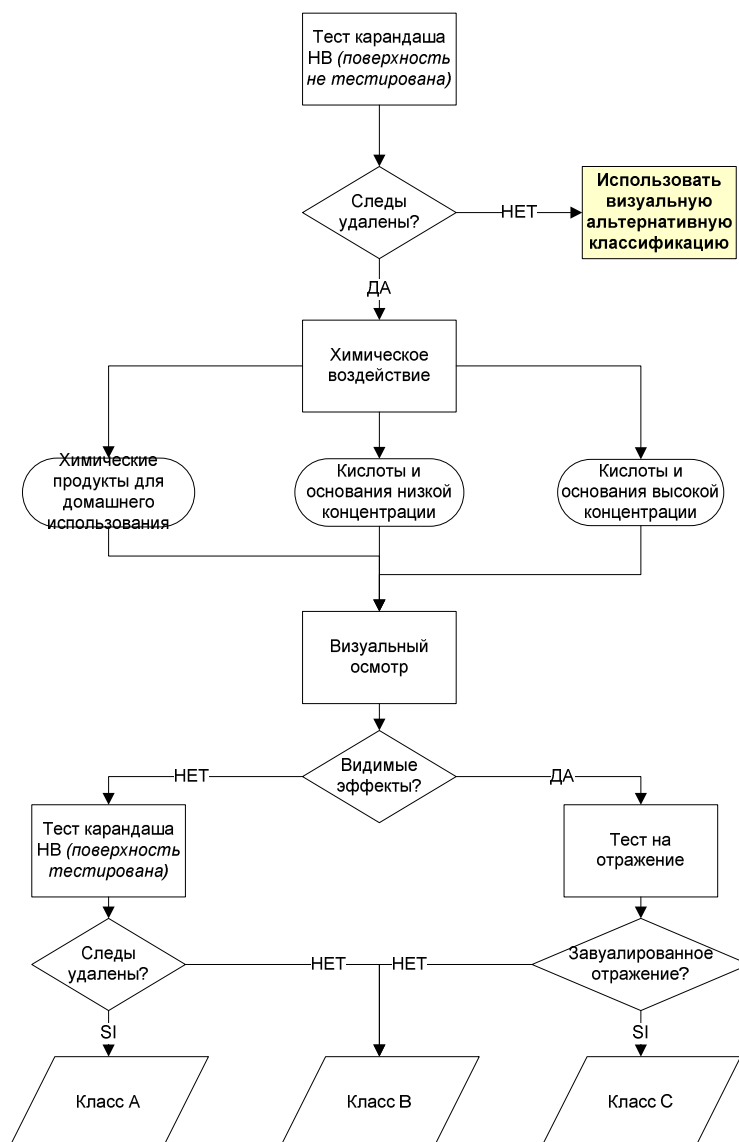 Тест карандаша
HB (поверхность
не тестирована)
Следы
удалены?
НЕТ
Использовать
визуальную
альтернативную
классификацию
ДА
Химическое
воздействие
Химические
продукты для
домашнего
использования
Кислоты и
основания низкой
концентрации
Кислоты и
основания высокой
концентрации
Визуальный
осмотр
Видимые
эффекты?
НЕТ
ДА
Тест карандаша
HB (поверхность
тестирована)
Тест на
отражение
Следы
удалены?
НЕТ
НЕТ
Завуалированное
отражение?
SI
SI
Класс A
Класс B
Класс C